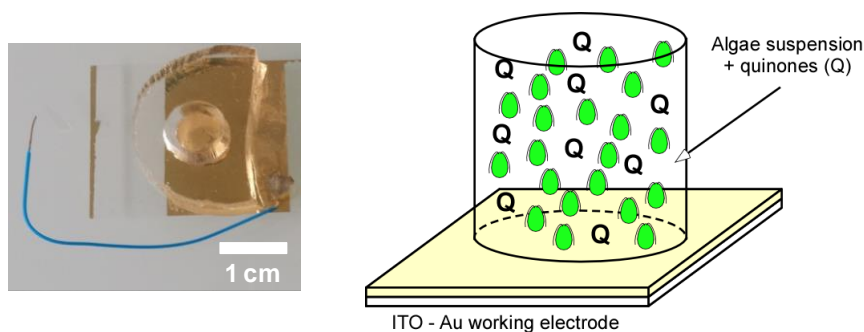 1 cm
Q
Q
Q
Q
Q
Q
Q
Q
Q
Algae suspension
+ quinones (Q)
ITO - Au working electrode